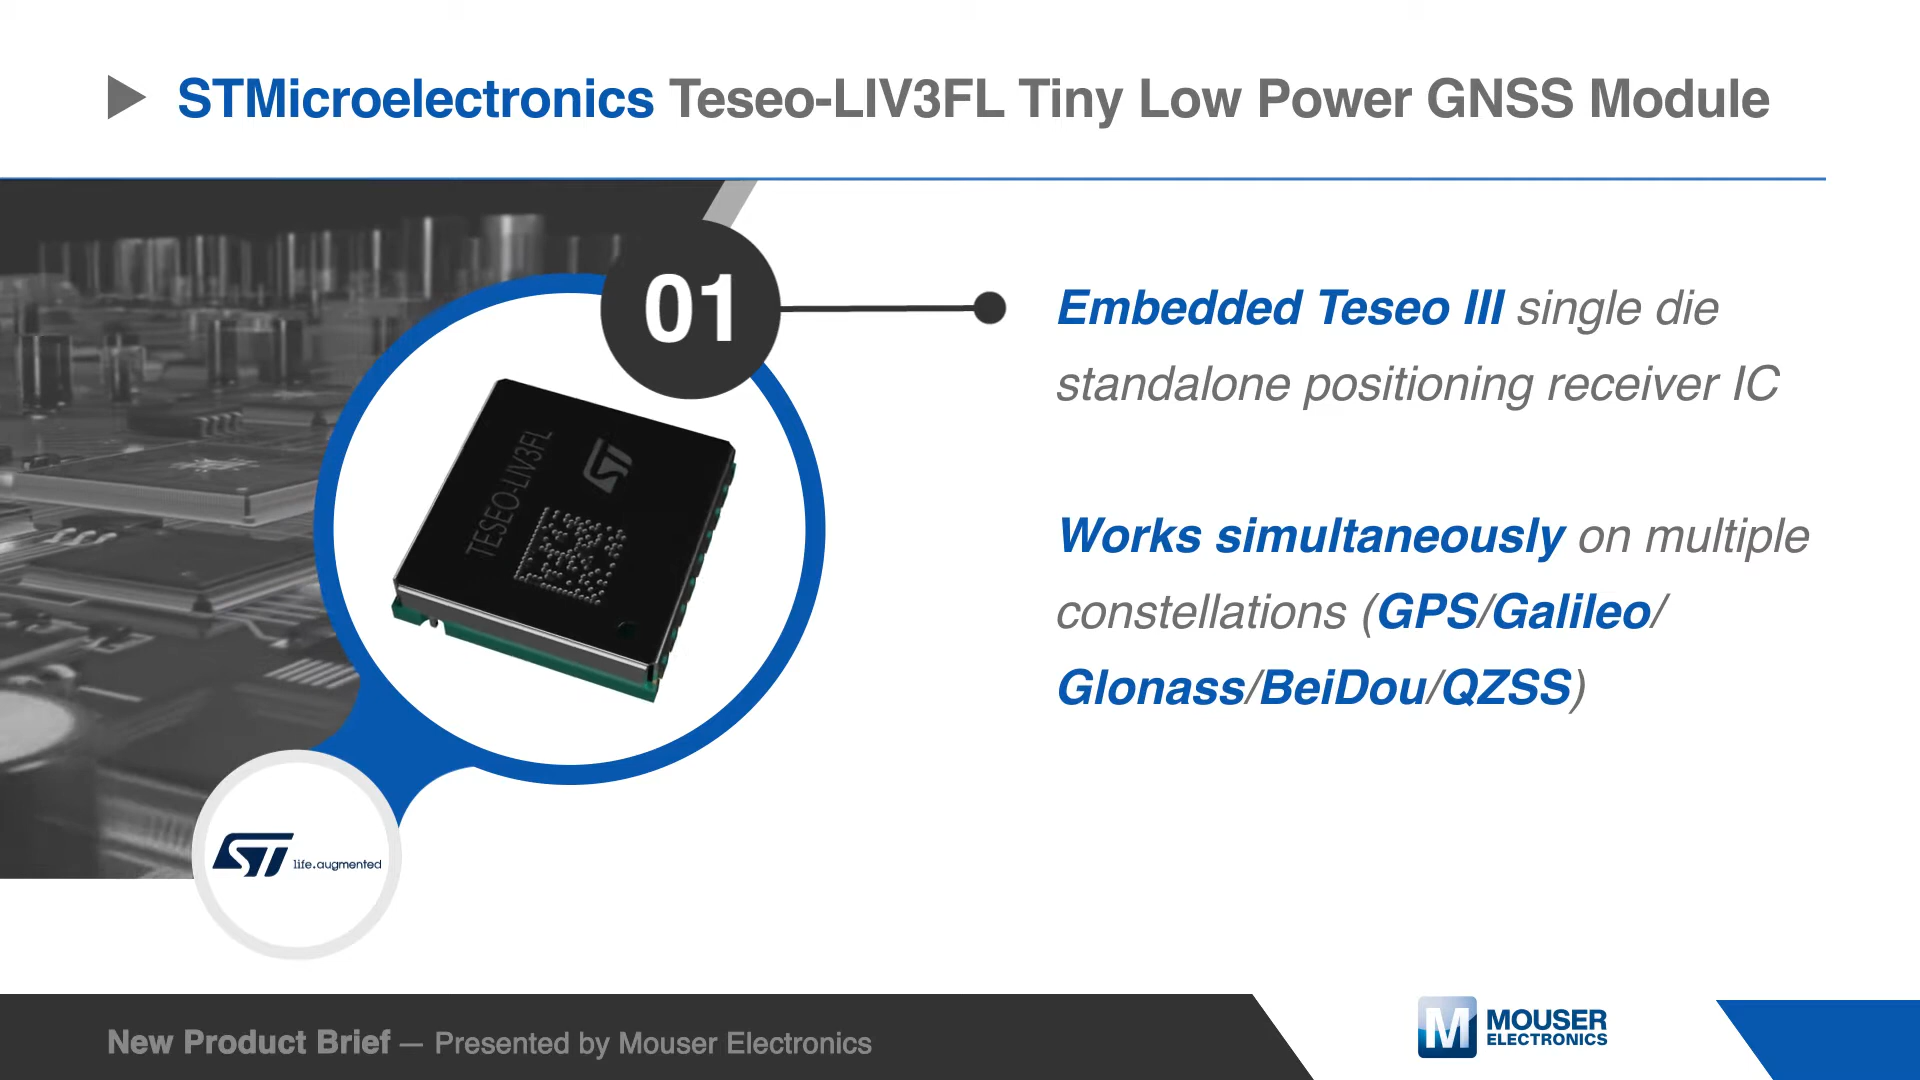 STMicroelectronics Teseo-LIV3FL Tiny Low Power GNSS Module
01
Embedded Teseo III single die
standalone positioning receiver IC
Works simultaneously on multiple
constellations (GPS/Galileo/
Glonass/BeiDou/QZSS)
TESEO-LIV3FL
ST
ST life.augmented
New Product Brief — Presented by Mouser Electronics
M MOUSER
ELECTRONICS